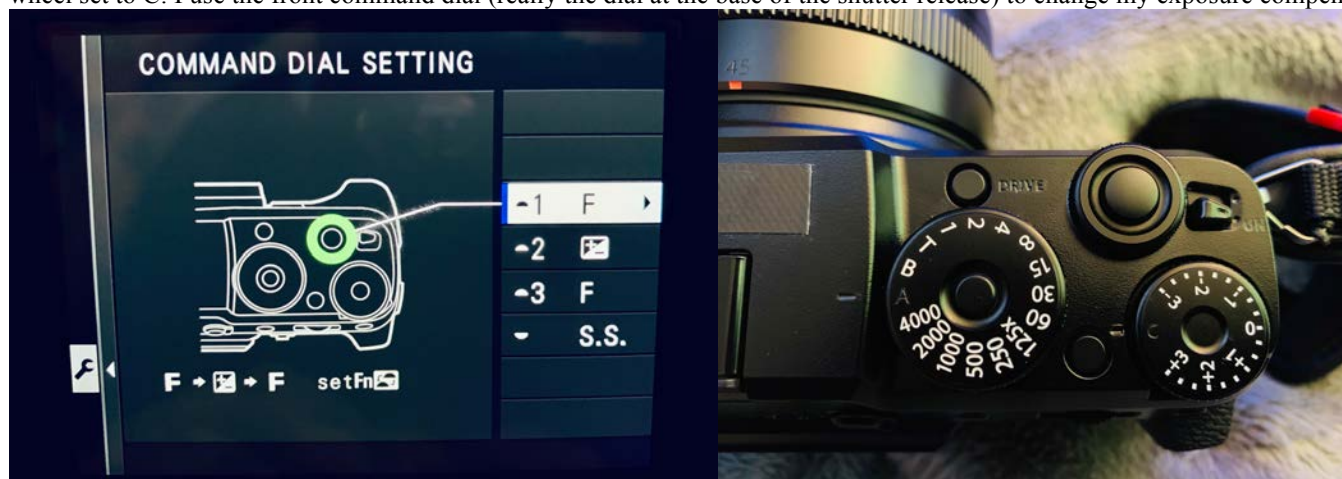 wheel set to C. I use the front command dial (really the dial at the base of the shutter release) to change my exposure compen
COMMAND DIAL SETTING
1 F
2
3 F
S.S.
F F setFn
45
DRIVE
ON
A B T 1 2 4 8 15 30 60 125x 250 500 1000 2000 4000
C -3 -2 -1 0 +1 +2 +3